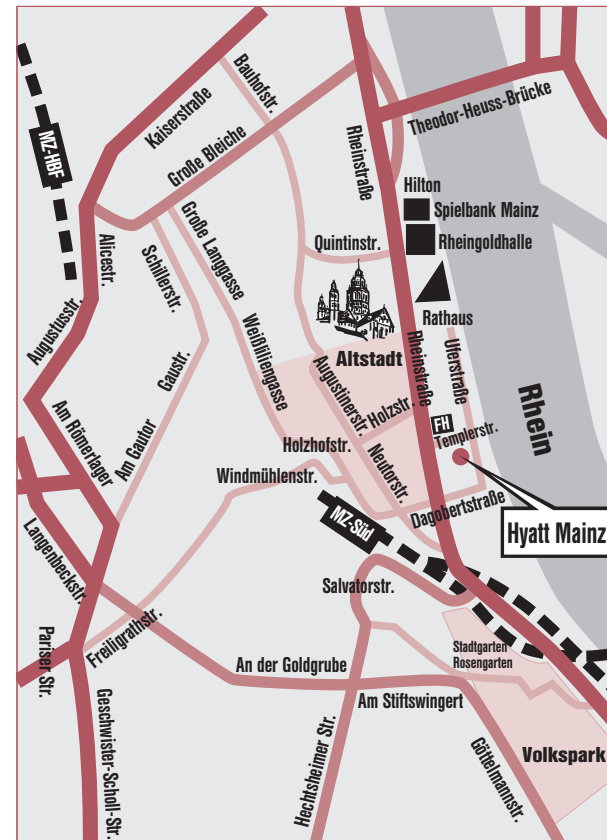 Bauhofstr.
Kaiserstraße
Theodor-Heuss-Brücke
MZ-HBF
Große Bleiche
Rheinstraße
Hilton
Spielbank Mainz
Rheingoldhalle
Große Langgasse
Quintinstr.
Alicestr.
Schillerstr.
Rathaus
Augustusstr.
Weißliliengasse
Altstadt
Rheinstraße
Uferstraße
Gaustr.
Augustinerstr.
Rhein
Holzstr.
FH
Templerstr.
Am Römerlager
Am Gautor
Holzhofstr.
Neutorstr.
Windmühlenstr.
Dagobertstraße
MZ-Süd
Hyatt Mainz
Langenbeckstr.
Salvatorstr.
Freiligrathstr.
Stadtgarten
Rosengarten
Pariser Str.
An der Goldgrube
Am Stiftswingert
Geschwister-Scholl-Str.
Hechtsheimer Str.
Göttelmannstr.
Volkspark